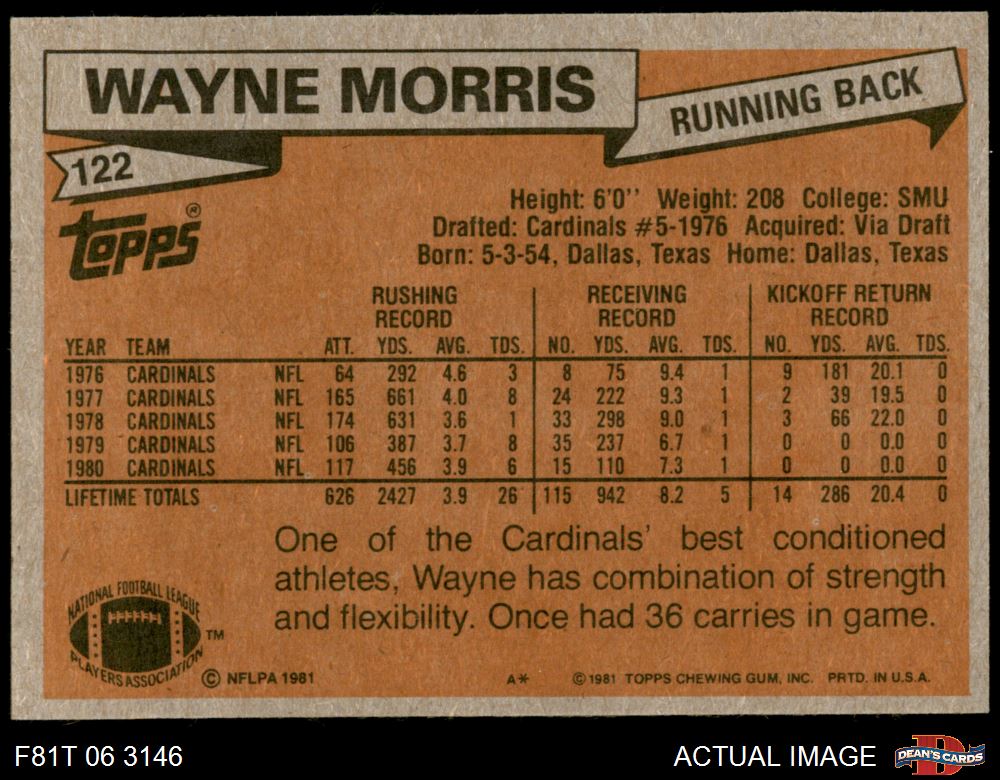 WAYNE MORRIS
RUNNING BACK
122
topps®
Height: 6'0'' Weight: 208 College: SMU
Drafted: Cardinals #5-1976 Acquired: Via Draft
Born: 5-3-54, Dallas, Texas Home: Dallas, Texas
RUSHING RECORD RECEIVING RECORD KICKOFF RETURN RECORD
YEAR TEAM ATT. YDS. AVG. TDS. NO. YDS. AVG. TDS. NO. YDS. AVG. TDS.
1976 CARDINALS NFL 64 292 4.6 3 8 75 9.4 1 9 181 20.1 0
1977 CARDINALS NFL 165 661 4.0 8 24 222 9.3 1 2 39 19.5 0
1978 CARDINALS NFL 174 631 3.6 1 33 298 9.0 1 3 66 22.0 0
1979 CARDINALS NFL 106 387 3.7 8 35 237 6.7 1 0 0 0.0 0
1980 CARDINALS NFL 117 456 3.9 6 15 110 7.3 1 0 0 0.0 0
LIFETIME TOTALS 626 2427 3.9 26 115 942 8.2 5 14 286 20.4 0
One of the Cardinals' best conditioned
athletes, Wayne has combination of strength
and flexibility. Once had 36 carries in game.
NATIONAL FOOTBALL LEAGUE
PLAYERS ASSOCIATION TM
© NFLPA 1981 A* © 1981 TOPPS CHEWING GUM, INC. PRTD. IN U.S.A.
F81T 06 3146 ACTUAL IMAGE D DEAN'S CARDS